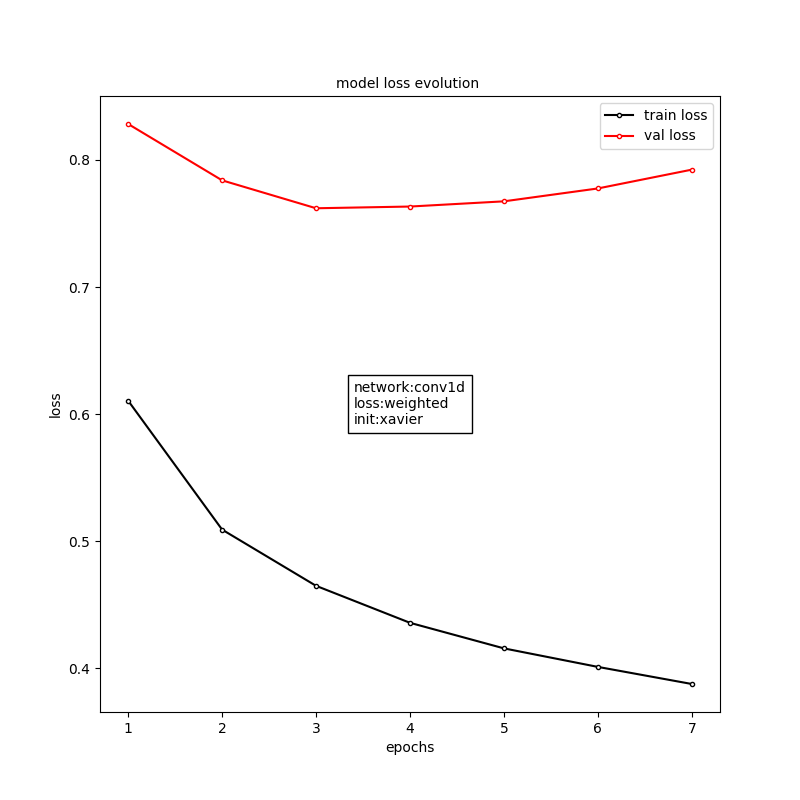 model loss evolution
train loss
val loss
0.8
0.7
0.6
0.5
0.4
loss
network:conv1d
loss:weighted
init:xavier
1 2 3 4 5 6 7
epochs